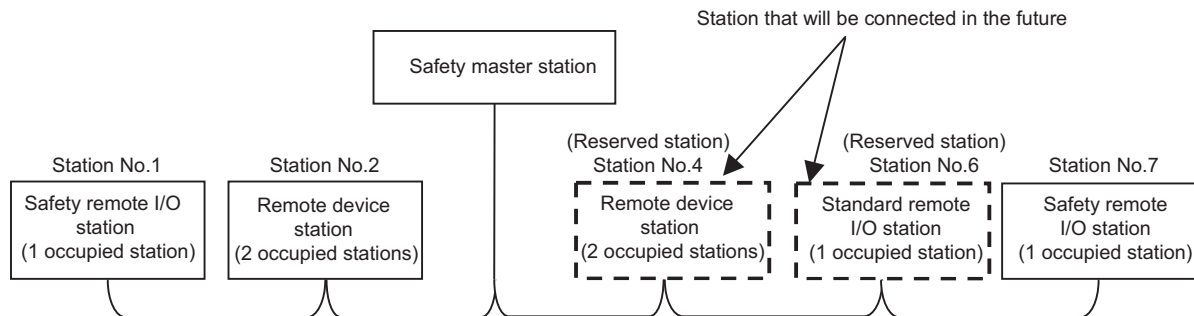 Station that will be connected in the future
Safety master station
Station No.1
Safety remote I/O
station
(1 occupied station)
Station No.2
Remote device
station
(2 occupied stations)
(Reserved station)
Station No.4
Remote device
station
(2 occupied stations)
(Reserved station)
Station No.6
Standard remote
I/O station
(1 occupied station)
Station No.7
Safety remote
I/O station
(1 occupied station)